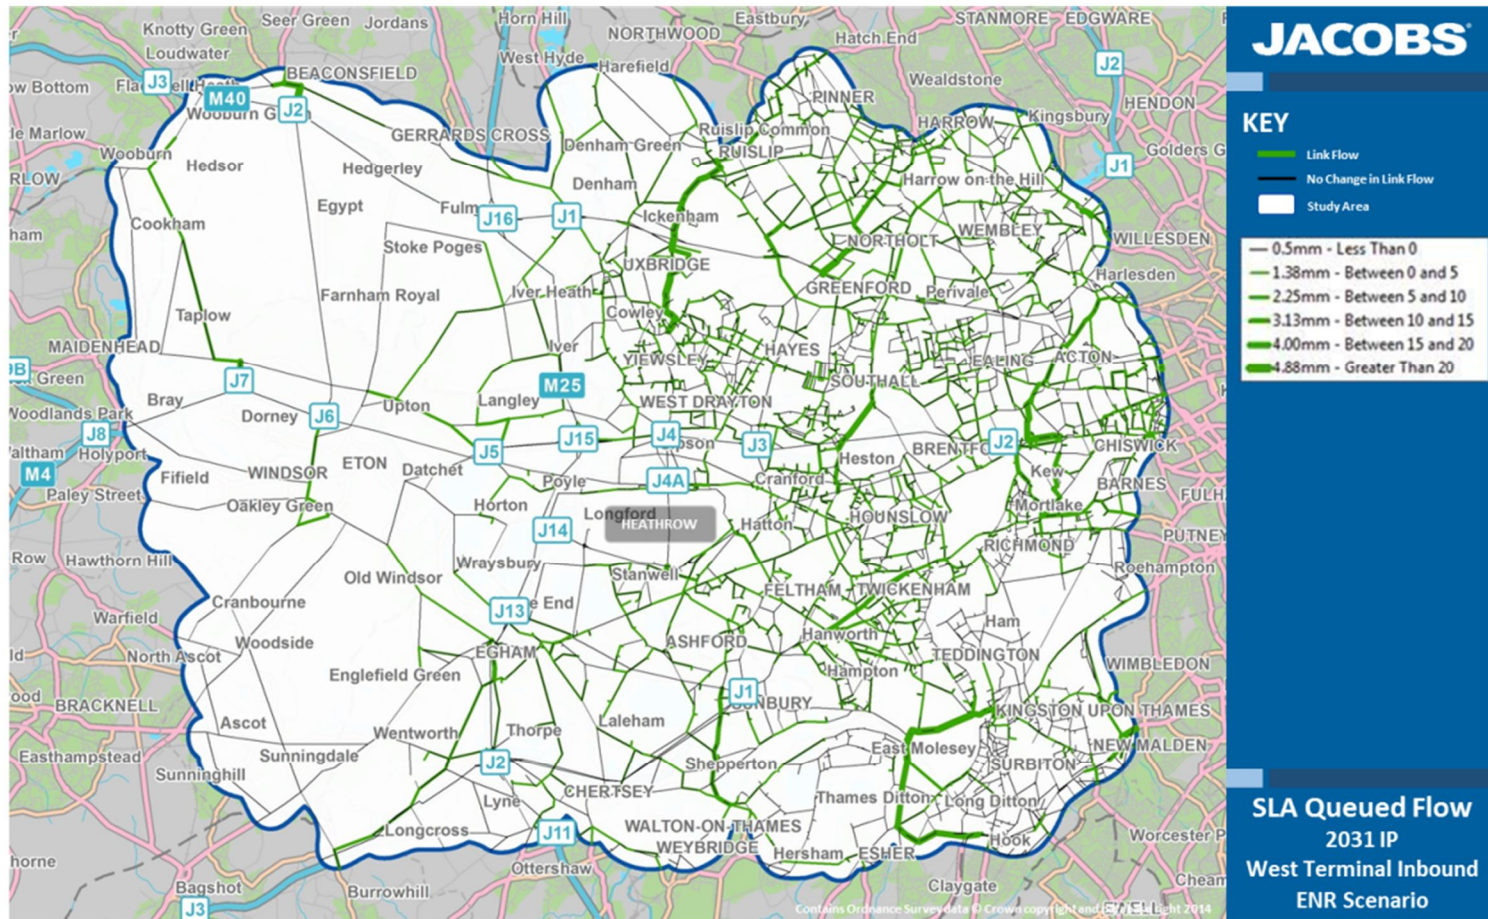 Knotty Green
Seer Green
Jordans
Horn Hill
Eastbury
STANMORE
EDGWARE
Loudwater
NORTHWOOD
Hatch End
J2
West Hyde
Harefield
J3
BEACONSFIELD
Wealdstone
M40
J2
PINNER
HENDON
GERRARDS CROSS
Ruislip Common
HARROW
Kingsbury
Denham Green
RUISLIP
Wooburn
Golders G
J1
Hedsor
Hedgerley
Denham
Harrow on the Hill
Egypt
Fulm
J16
J1
Ickenham
Cookham
WEMBLEY
WILLESDEN
Stoke Poges
NORTHOLT
UXBRIDGE
Harlesden
Farnham Royal
Iver Heath
GREENFORD
Perivale
Taplow
Cowley
MAIDENHEAD
Iver
YIEWSLEY
HAYES
EALING
ACTON
9B
J7
M25
SOUTHALL
Bray
Upton
Langley
WEST DRAYTON
Woodlands Park
Dorney
J6
J8
J5
J15
J4
J3
J2
CHISWICK
Holyport
Heston
M4
Fifield
WINDSOR
ETON
Datchet
Kew
Paley Street
Poyle
J4A
Cranford
BARNES
Oakley Green
Horton
Longford
HEATHROW
Hatton
HOUNSLOW
Mortlake
J14
PUTNEY
Row
Hawthorn Hill
Wraysbury
RICHMOND
Old Windsor
Stanwell
Roehampton
FELTHAM
TWICKENHAM
Cranbourne
J13
e End
Warfield
Hanworth
Ham
Woodside
ASHFORD
North Ascot
EGHAM
TEDDINGTON
WIMBLEDON
Englefield Green
Hampton
J1
BRACKNELL
KINGSTON UPON THAMES
Ascot
Wentworth
Thorpe
Laleham
Easthampstead
Sunningdale
East Molesey
NEW MALDEN
Sunninghill
J2
Shepperton
SURBITON
Lyne
CHERTSEY
Thames Ditton
Long Ditton
Longcross
J11
WALTON-ON-THAMES
Hook
WEYBRIDGE
Hersham
ESHER
Ottershaw
Bagshot
Burrowhill
Claygate
Cheam
J3
JACOBS
KEY
Link Flow
No Change in Link Flow
Study Area
0.5mm - Less Than 0
1.38mm - Between 0 and 5
2.25mm - Between 5 and 10
3.13mm - Between 10 and 15
4.00mm - Between 15 and 20
4.88mm - Greater Than 20
SLA Queued Flow
2031 IP
West Terminal Inbound
ENR Scenario